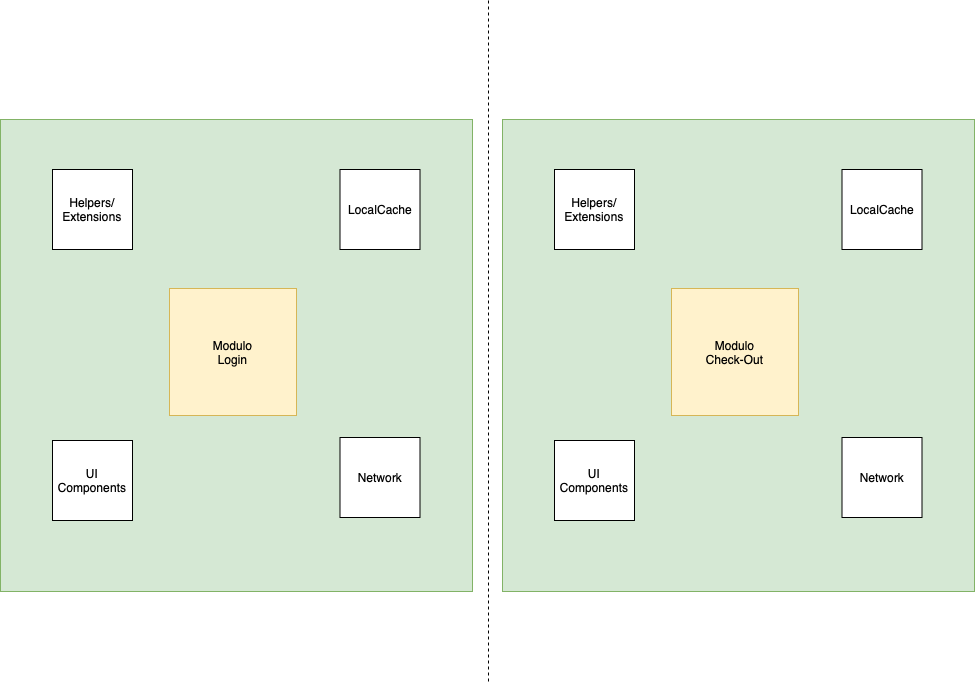 Helpers/
Extensions
LocalCache
Modulo
Login
UI
Components
Network
Helpers/
Extensions
LocalCache
Modulo
Check-Out
UI
Components
Network